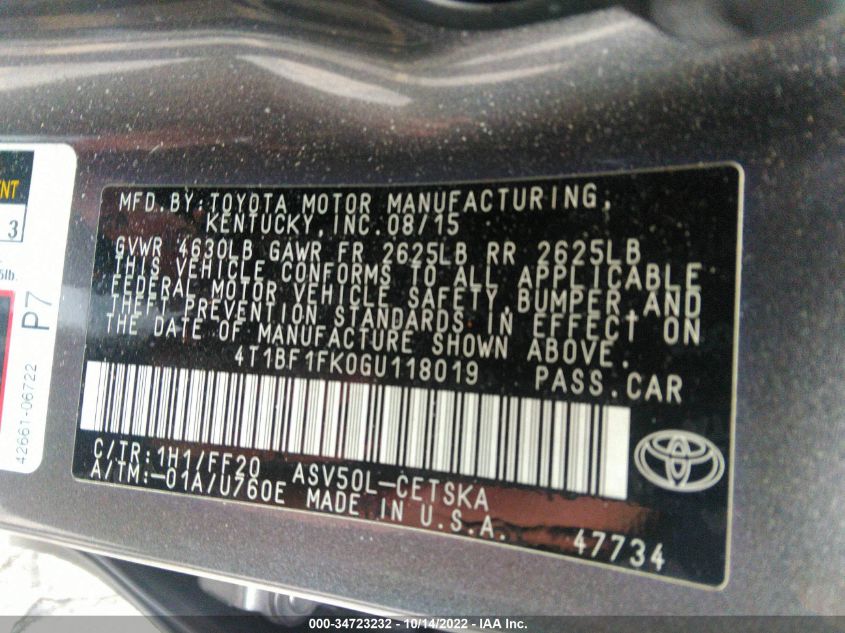 MFD. BY: TOYOTA MOTOR MANUFACTURING,
KENTUCKY, INC. 08/15
GVWR 4630LB GAWR FR 2625LB RR 2625LB
THIS VEHICLE CONFORMS TO ALL APPLICABLE
FEDERAL MOTOR VEHICLE SAFETY, BUMPER, AND
THEFT PREVENTION STANDARDS IN EFFECT ON
THE DATE OF MANUFACTURE SHOWN ABOVE.
4T1BF1FK0GU118019 PASS. CAR
C/TR: 1H1/FF20 ASV50L-CETSKA
A/TM: -01A/U760E MADE IN U.S.A.
47734
3
P7
42661-06722
000-34723232 - 10/14/2022 - IAA Inc.